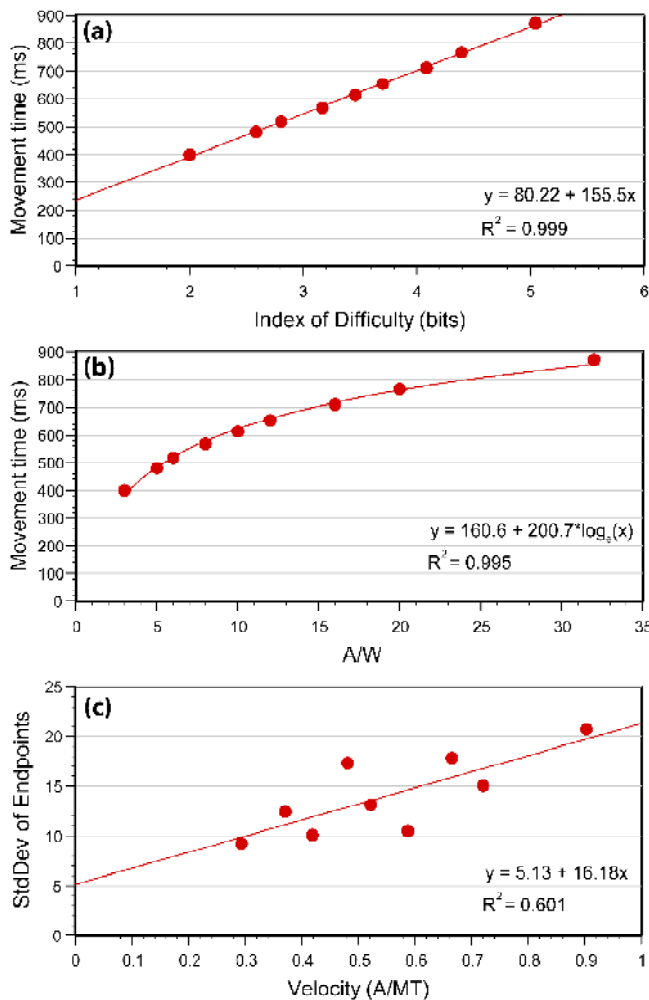 (a)
Movement time (ms)
900
800
700
600
500
400
300
200
100
0
y = 80.22 + 155.5x
R² = 0.999
1 2 3 4 5 6
Index of Difficulty (bits)
(b)
Movement time (ms)
900
800
700
600
500
400
300
200
100
0
y = 160.6 + 200.7*logₑ(x)
R² = 0.995
0 5 10 15 20 25 30 35
A/W
(c)
StdDev of Endpoints
25
20
15
10
5
0
y = 5.13 + 16.18x
R² = 0.601
0 0.1 0.2 0.3 0.4 0.5 0.6 0.7 0.8 0.9 1
Velocity (A/MT)